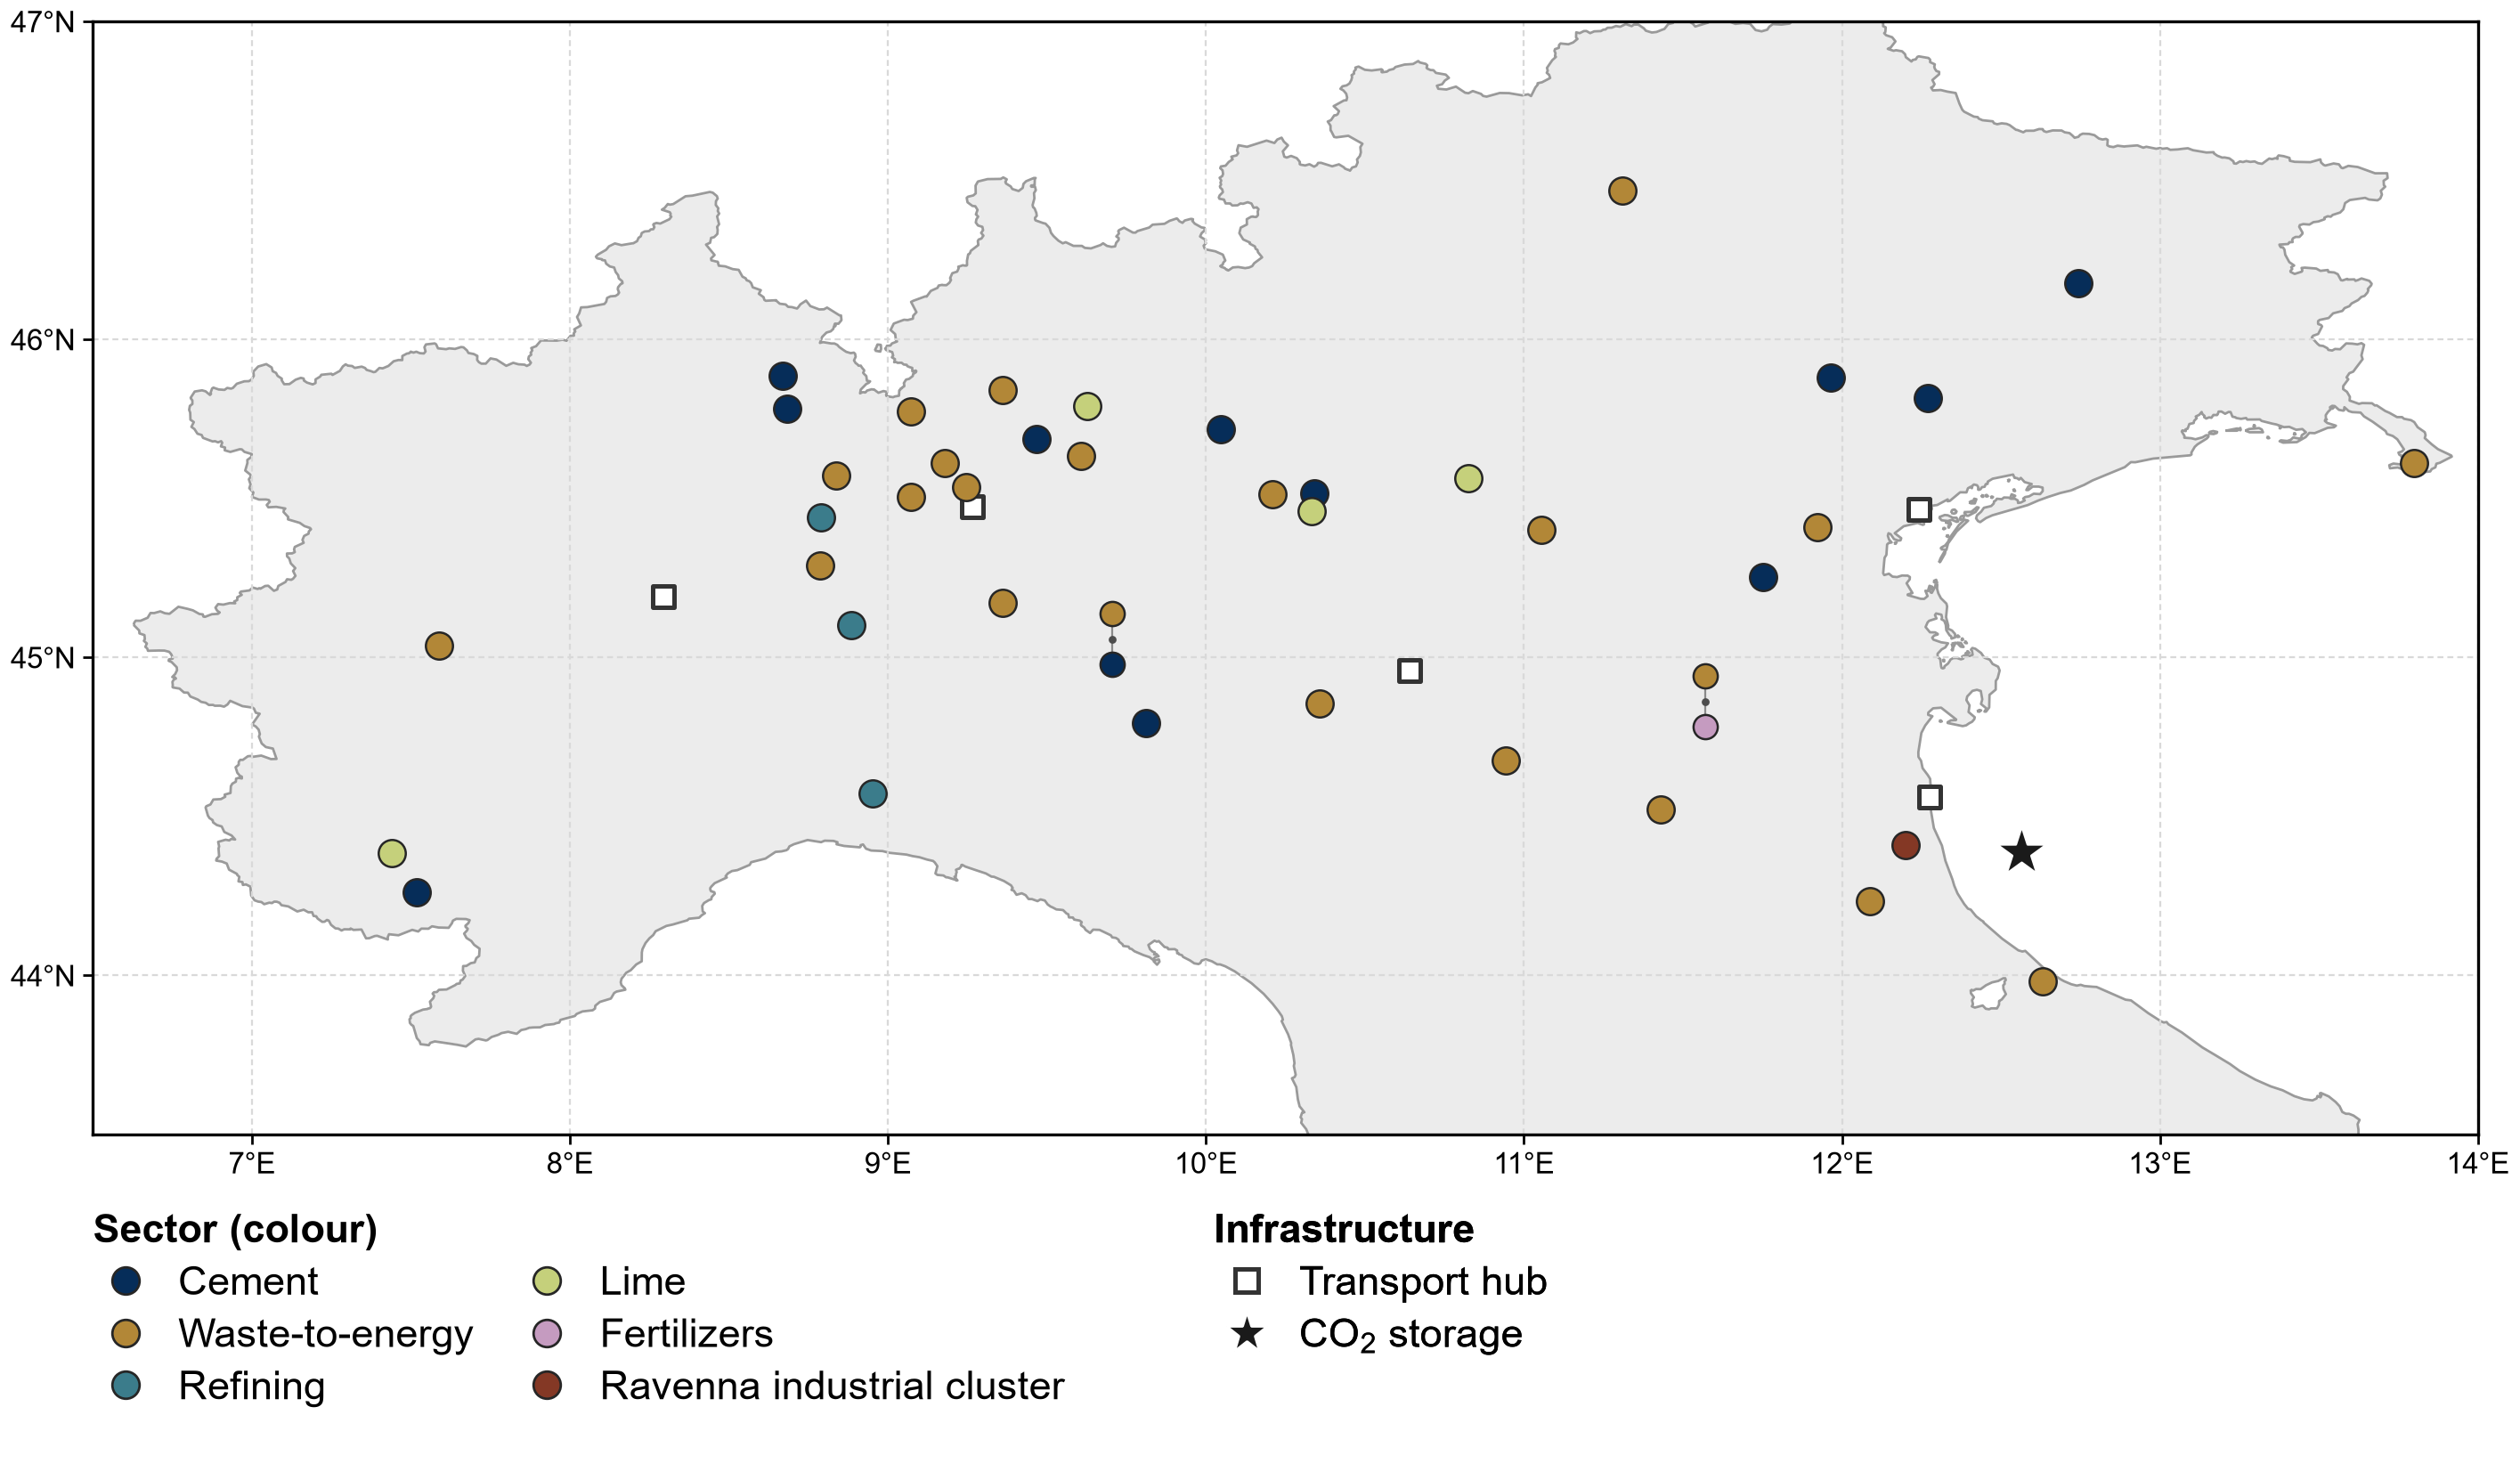 47°N
46°N
45°N
44°N
7°E 8°E 9°E 10°E 11°E 12°E 13°E 14°E
Sector (colour)
Cement
Waste-to-energy
Refining
Lime
Fertilizers
Ravenna industrial cluster
Infrastructure
Transport hub
CO₂ storage